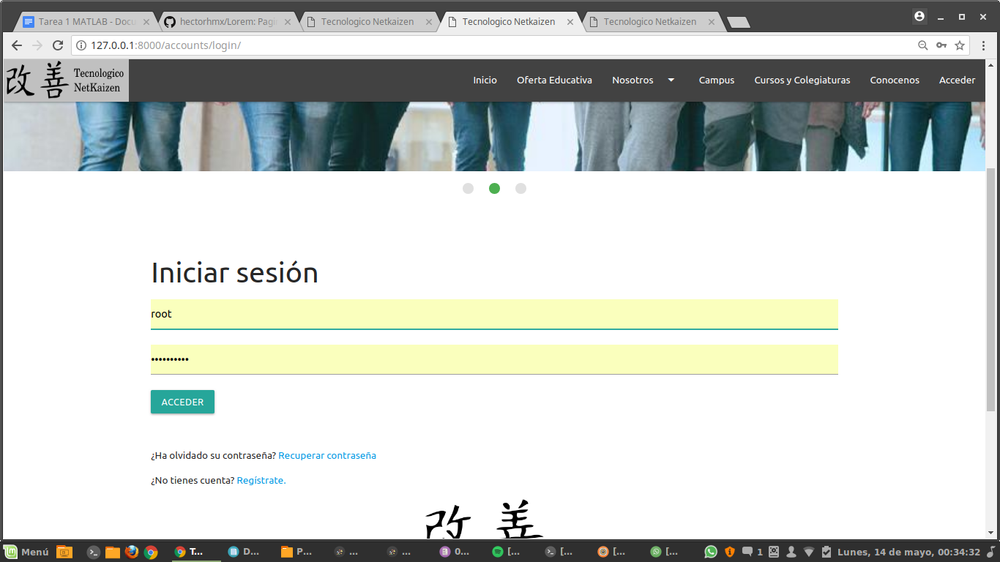 Tarea 1 MATLAB - Docu
hectorhmx/Lorem: Pagi
Tecnologico Netkaizen
Tecnologico Netkaizen
Tecnologico Netkaizen
127.0.0.1:8000/accounts/login/
改善 Tecnologico
NetKaizen
Inicio Oferta Educativa Nosotros Campus Cursos y Colegiaturas Conocenos Acceder
Iniciar sesión
root
••••••••••
ACCEDER
¿Ha olvidado su contraseña? Recuperar contraseña
¿No tienes cuenta? Regístrate.
改善
Menú T... D... P... ... ... 0... [... [... [... [... 1 Lunes, 14 de mayo, 00:34:32